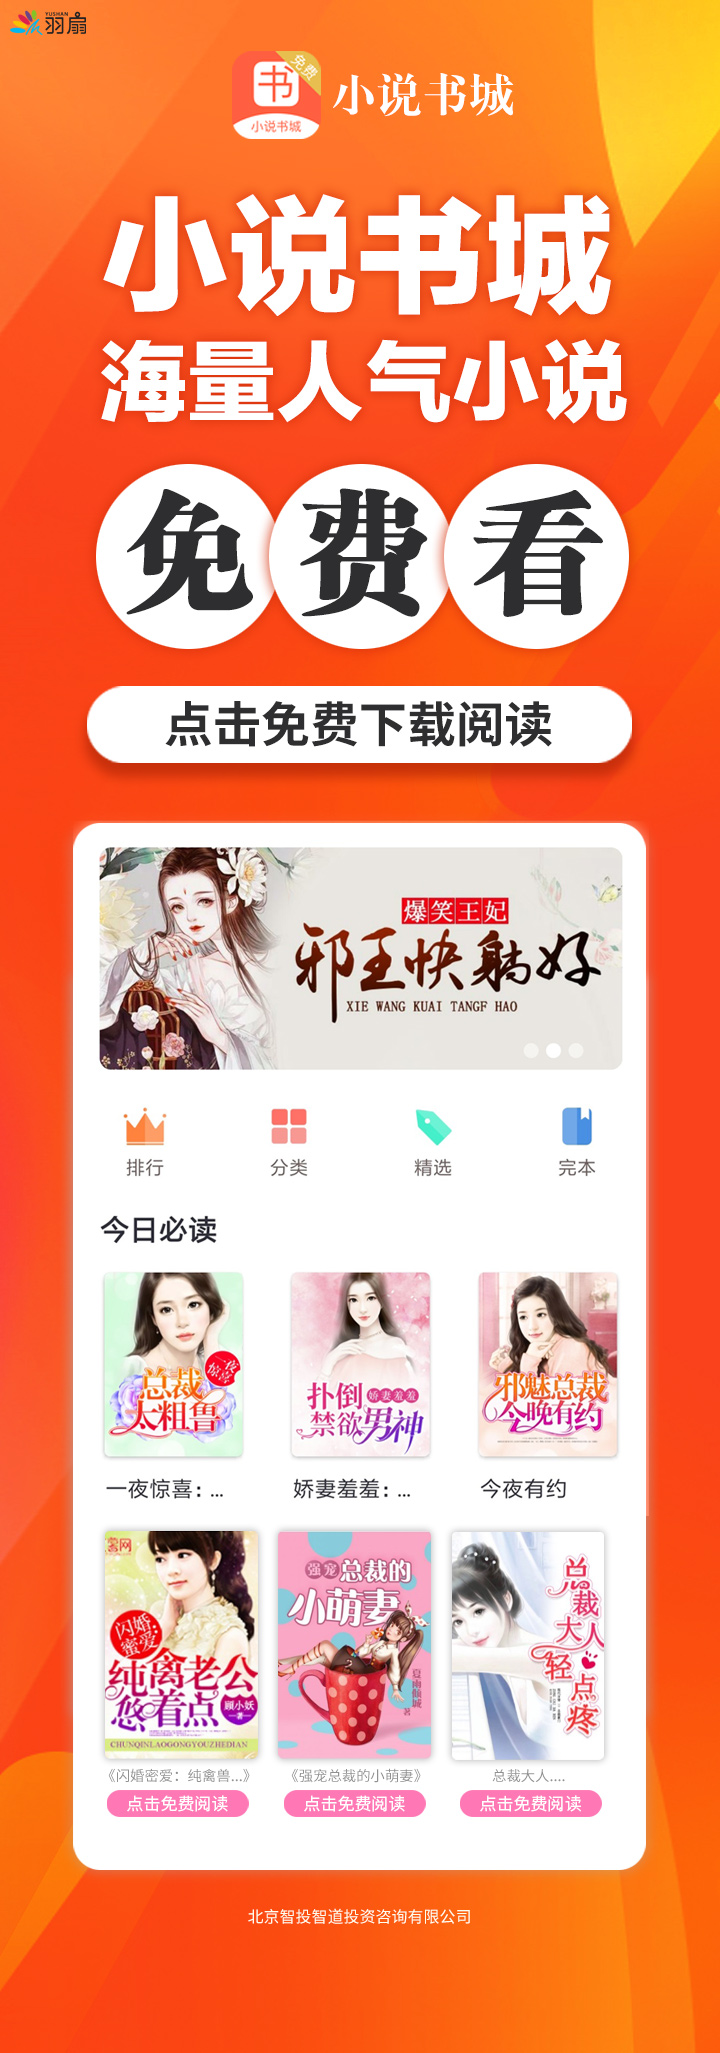 YUSHAN
羽扇
免费
书
小说书城
小说书城
小说书城
海量人气小说
免费看
点击免费下载阅读
爆笑王妃
邪王快躺好
XIE WANG KUAI TANGF HAO
排行
分类
精选
完本
今日必读
一夜惊喜
总裁
太粗鲁
扑倒
娇妻羞羞
禁欲男神
邪魅总裁
今晚有约
一夜惊喜：...
娇妻羞羞：...
今夜有约
闪婚
蜜爱:
纯禽老公
悠着点
顾小妖
著
CHUNQINLAOGONGYOUZHEDIAN
强宠
总裁的
小萌妻
夏雨倾城
著
总裁
大人
轻点疼
《闪婚密爱：纯禽兽...》
《强宠总裁的小萌妻》
总裁大人....
点击免费阅读
点击免费阅读
点击免费阅读
北京智投智道投资咨询有限公司